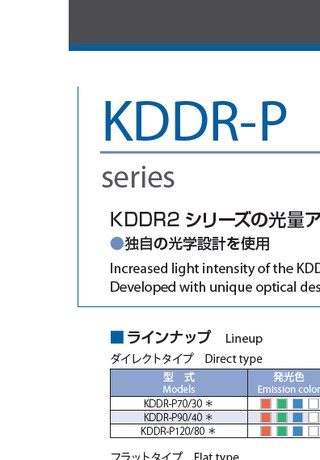 KDDR-P
series
KDDR2 シリーズの光量ア
●独自の光学設計を使用
Increased light intensity of the KDD
Developed with unique optical des
■ ラインナップ Lineup
ダイレクトタイプ Direct type
型 式 発光色
Models Emission color
KDDR-P70/30 *
KDDR-P90/40 *
KDDR-P120/80 *
フラットタイプ Flat type